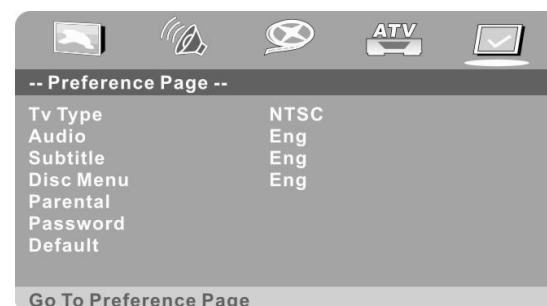 ATV
-- Preference Page --
Tv Type NTSC
Audio Eng
Subtitle Eng
Disc Menu Eng
Parental
Password
Default
Go To Preference Page